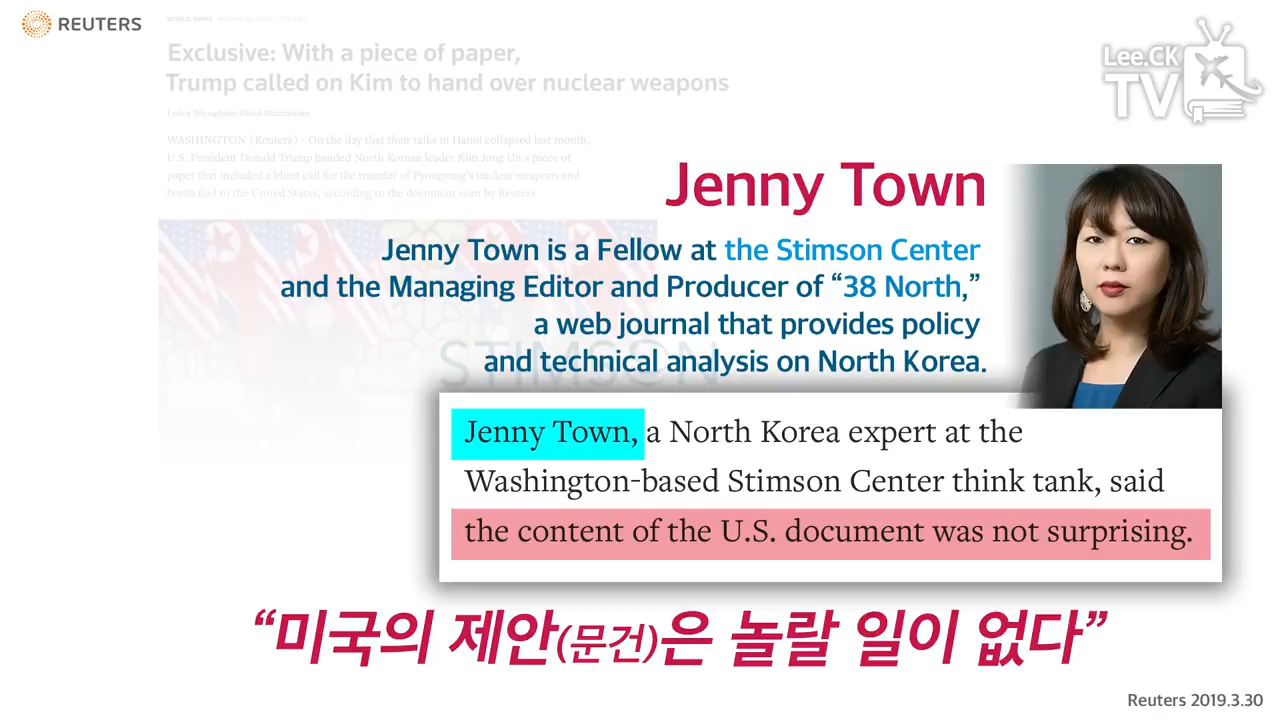 REUTERS
Exclusive: With a piece of paper,
Trump called on Kim to hand over nuclear weapons
Lesley Wroughton, David Brunnstrom
WASHINGTON (Reuters) - On the day that their talks in Hanoi collapsed last month,
U.S. President Donald Trump handed North Korean leader Kim Jong Un a piece of
paper that included a blunt call for the transfer of Pyongyang's nuclear weapons and
bomb fuel to the United States, according to the document seen by Reuters.
Lee.CK
TV
Jenny Town
Jenny Town is a Fellow at the Stimson Center
and the Managing Editor and Producer of “38 North,”
a web journal that provides policy
and technical analysis on North Korea.
STIMSON
Jenny Town, a North Korea expert at the
Washington-based Stimson Center think tank, said
the content of the U.S. document was not surprising.
“미국의 제안(문건)은 놀랄 일이 없다”
Reuters 2019.3.30